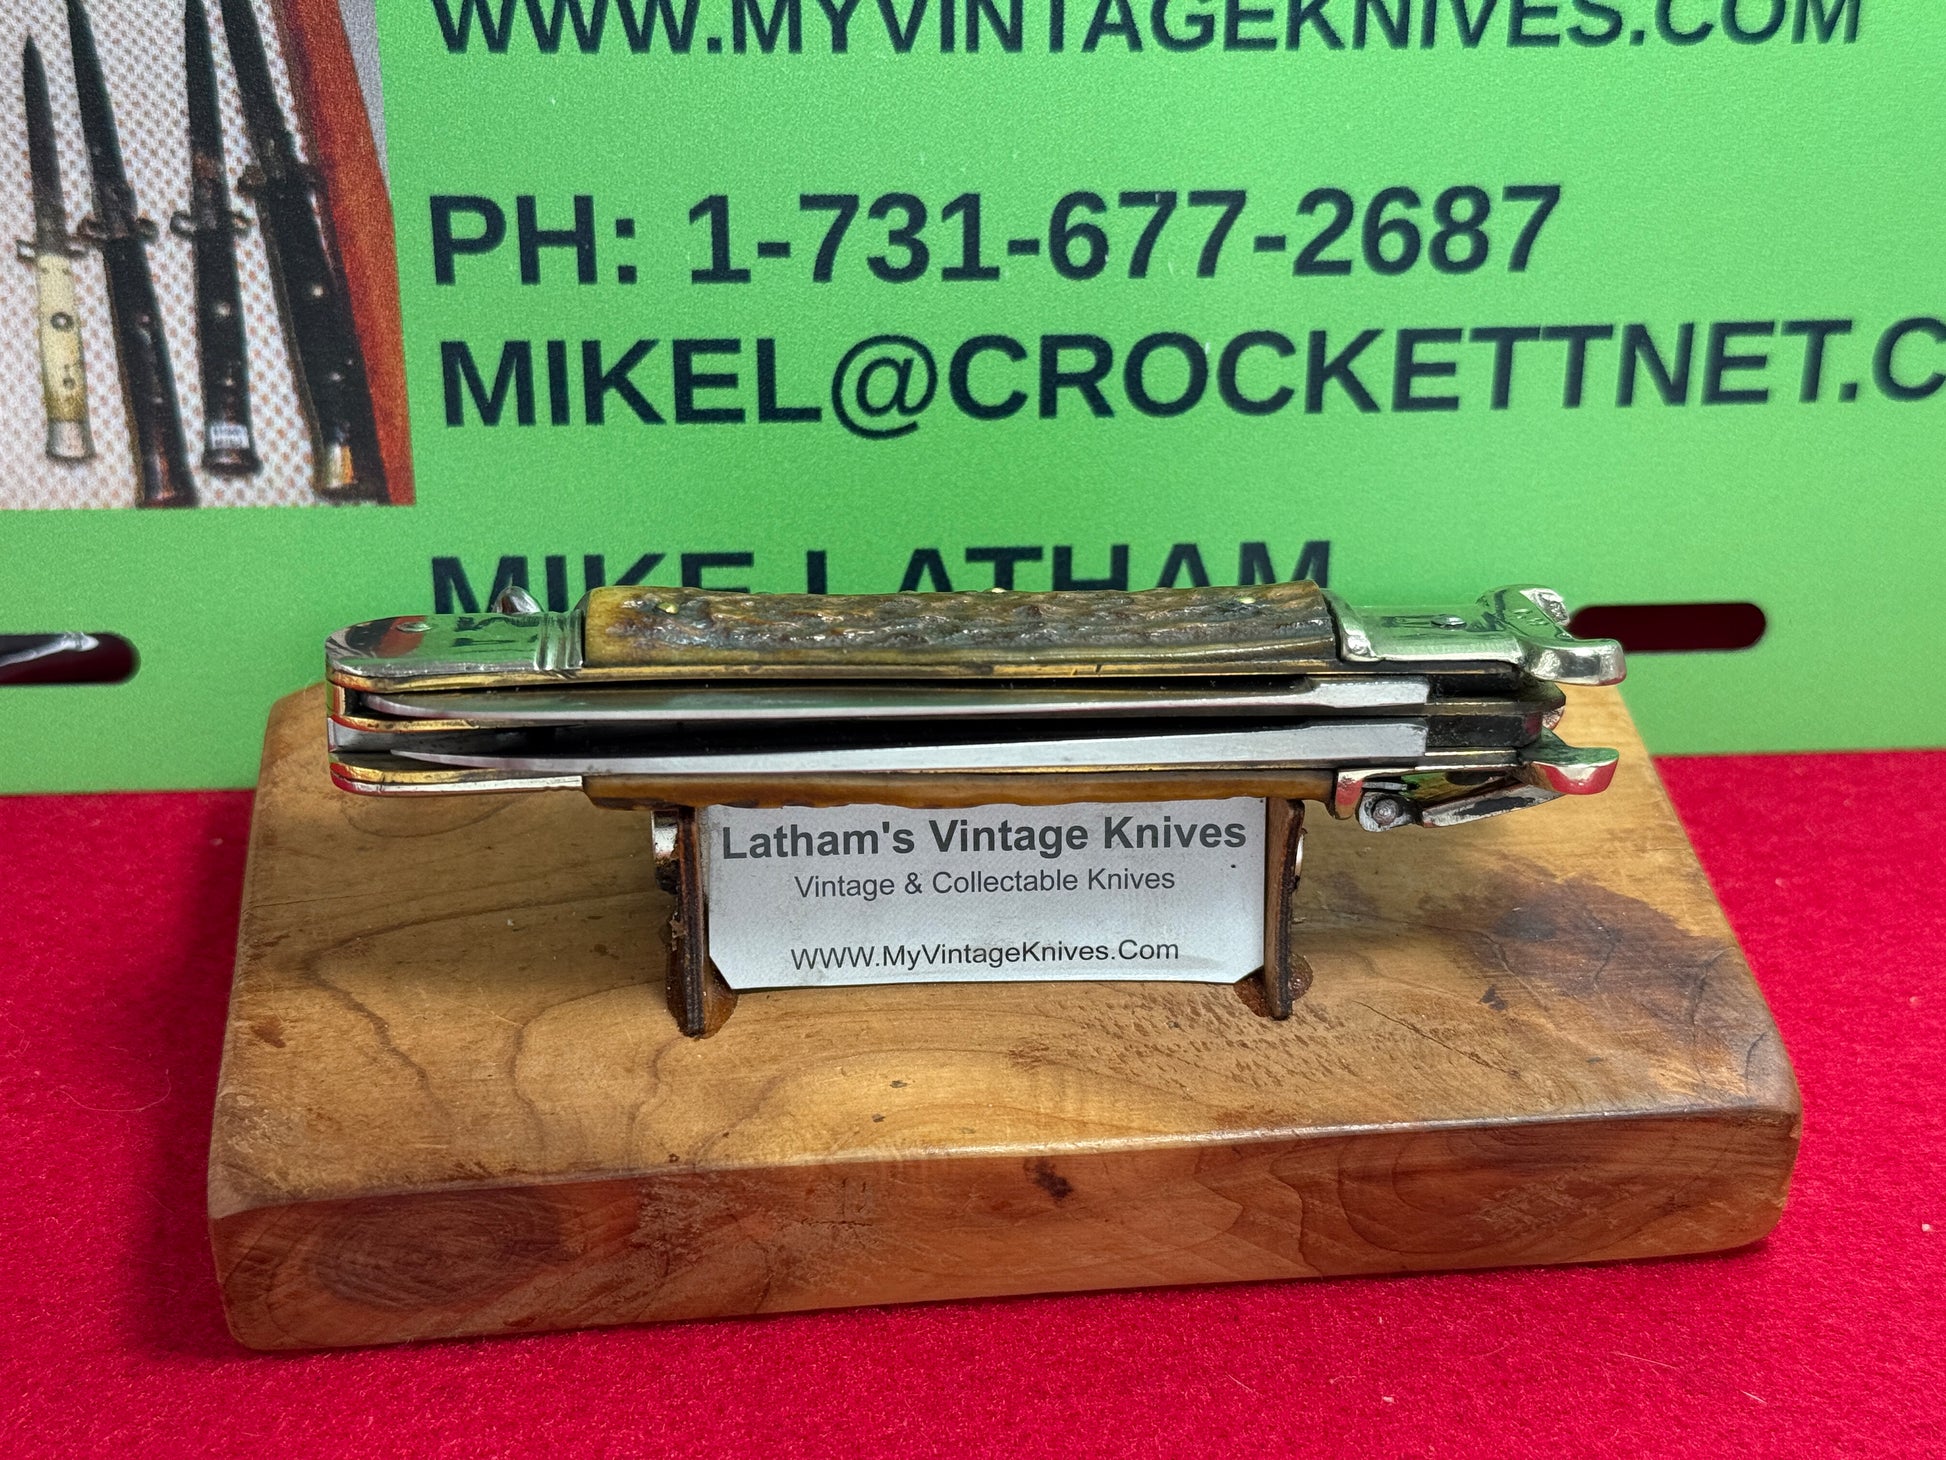 WWW.MYVINTAGEKNIVES.COM
PH: 1-731-677-2687
MIKEL@CROCKETTNET.C
MIKE LATHAM
Latham's Vintage Knives
Vintage & Collectable Knives
WWW.MyVintageKnives.Com